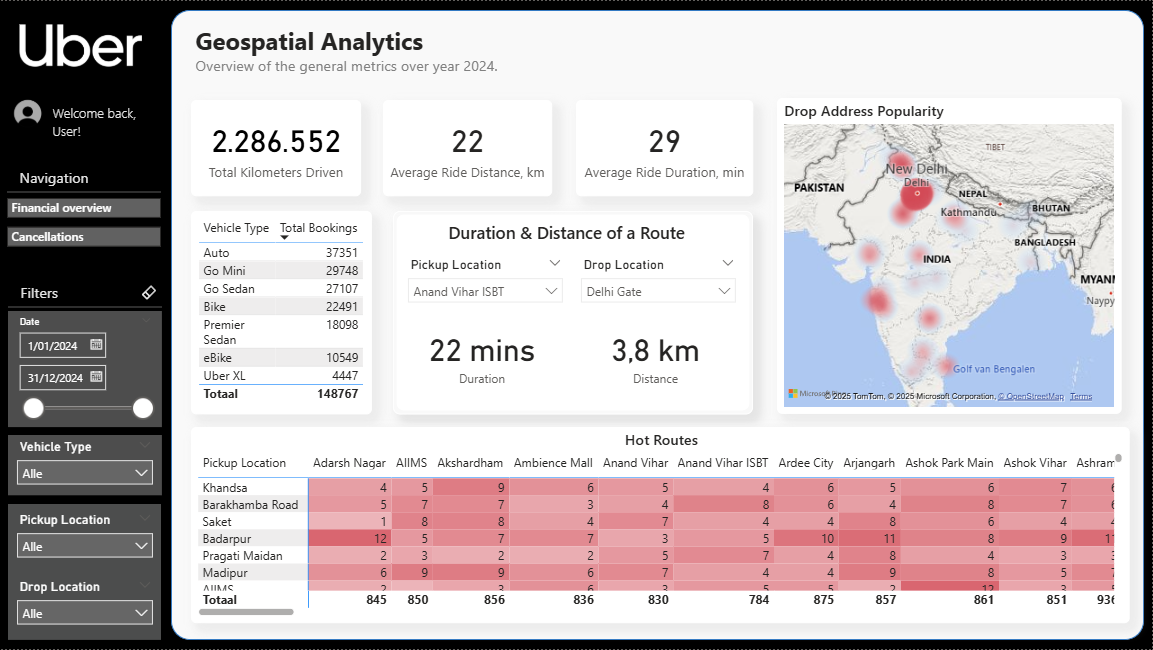 Uber
Welcome back,
User!
Navigation
Financial overview
Cancellations
Filters
Date
1/01/2024
31/12/2024
Vehicle Type
Alle
Pickup Location
Alle
Drop Location
Alle
Geospatial Analytics
Overview of the general metrics over year 2024.
2.286.552
Total Kilometers Driven
22
Average Ride Distance, km
29
Average Ride Duration, min
Drop Address Popularity
TIBET
New Delhi
Delhi
PAKISTAN
NEPAL
Kathmandu
BHUTAN
BANGLADESH
INDIA
MYANM
Naypy
Golf van Bengalen
© 2025 TomTom, © 2025 Microsoft Corporation, © OpenStreetMap Terms
Vehicle Type Total Bookings
Auto 37351
Go Mini 29748
Go Sedan 27107
Bike 22491
Premier Sedan 18098
eBike 10549
Uber XL 4447
Totaal 148767
Duration & Distance of a Route
Pickup Location Drop Location
Anand Vihar ISBT Delhi Gate
22 mins 3,8 km
Duration Distance
Hot Routes
Pickup Location Adarsh Nagar AIIMS Akshardham Ambience Mall Anand Vihar Anand Vihar ISBT Ardee City Arjangarh Ashok Park Main Ashok Vihar Ashram
Khandsa 4 5 9 6 5 4 6 5 6 7 6
Barakhamba Road 5 7 7 3 4 8 6 4 8 7 6
Saket 1 8 8 4 7 4 4 8 6 4 4
Badarpur 12 5 7 7 3 5 10 11 8 9 11
Pragati Maidan 2 3 2 2 5 7 4 8 4 3 3
Madipur 6 9 9 6 7 4 4 9 8 5 7
AIIMS 2 3 6 3 5 5 2 12 3 5
Totaal 845 850 856 836 830 784 875 857 861 851 936